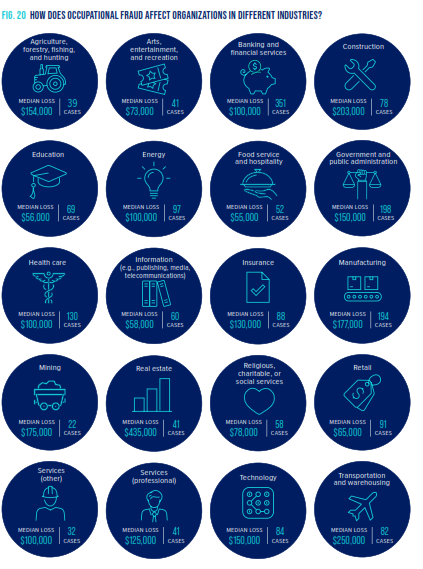 FIG. 20 HOW DOES OCCUPATIONAL FRAUD AFFECT ORGANIZATIONS IN DIFFERENT INDUSTRIES?
Agriculture,
forestry, fishing,
and hunting
MEDIAN LOSS
$154,000
39
CASES
Arts,
entertainment,
and recreation
MEDIAN LOSS
$73,000
41
CASES
Banking and
financial services
MEDIAN LOSS
$100,000
351
CASES
Construction
MEDIAN LOSS
$203,000
78
CASES
Education
MEDIAN LOSS
$56,000
69
CASES
Energy
MEDIAN LOSS
$100,000
97
CASES
Food service
and hospitality
MEDIAN LOSS
$55,000
52
CASES
Government and
public administration
MEDIAN LOSS
$150,000
198
CASES
Health care
MEDIAN LOSS
$100,000
130
CASES
Information
(e.g., publishing, media,
telecommunications)
MEDIAN LOSS
$58,000
60
CASES
Insurance
MEDIAN LOSS
$130,000
88
CASES
Manufacturing
MEDIAN LOSS
$177,000
194
CASES
Mining
MEDIAN LOSS
$175,000
22
CASES
Real estate
MEDIAN LOSS
$435,000
41
CASES
Religious,
charitable, or
social services
MEDIAN LOSS
$78,000
58
CASES
Retail
MEDIAN LOSS
$65,000
91
CASES
Services
(other)
MEDIAN LOSS
$100,000
32
CASES
Services
(professional)
MEDIAN LOSS
$125,000
41
CASES
Technology
MEDIAN LOSS
$150,000
84
CASES
Transportation
and warehousing
MEDIAN LOSS
$250,000
82
CASES